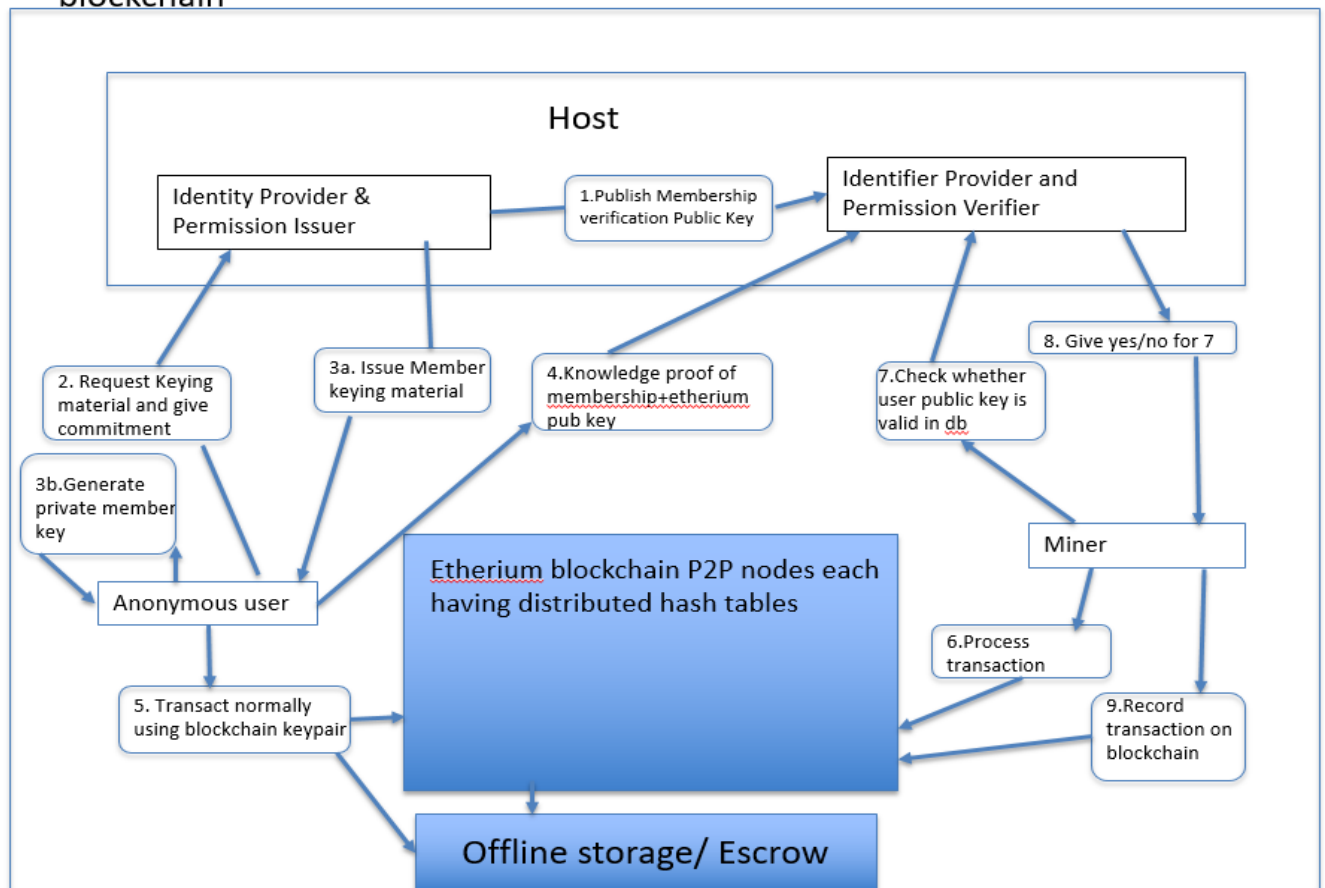 blockchain
Host
Identity Provider &
Permission Issuer
1.Publish Membership
verification Public Key
Identifier Provider and
Permission Verifier
2. Request Keying
material and give
commitment
3a. Issue Member
keying material
4.Knowledge proof of
membership+etherium
pub key
7.Check whether
user public key is
valid in db
8. Give yes/no for 7
3b.Generate
private member
key
Anonymous user
Etherium blockchain P2P nodes each
having distributed hash tables
Miner
6.Process
transaction
5. Transact normally
using blockchain keypair
9.Record
transaction on
blockchain
Offline storage/ Escrow